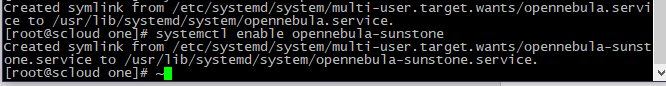 Created symlink from /etc/systemd/system/multi-user.target.wants/opennebula.servi
ce to /usr/lib/systemd/system/opennebula.service.
[root@scloud one]# systemctl enable opennebula-sunstone
Created symlink from /etc/systemd/system/multi-user.target.wants/opennebula-sunst
one.service to /usr/lib/systemd/system/opennebula-sunstone.service.
[root@scloud one]# ~